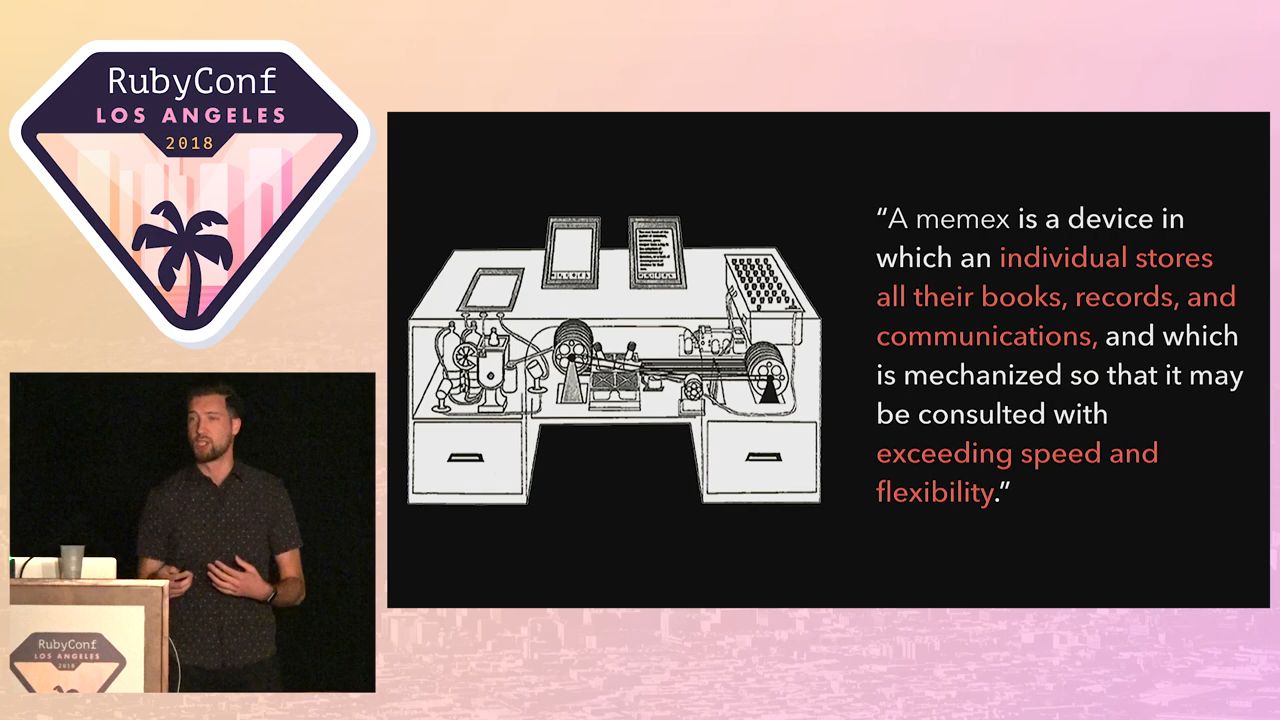 RubyConf
LOS ANGELES
2018
“A memex is a device in
which an individual stores
all their books, records, and
communications, and which
is mechanized so that it may
be consulted with
exceeding speed and
flexibility.”
RubyConf
LOS ANGELES
2018